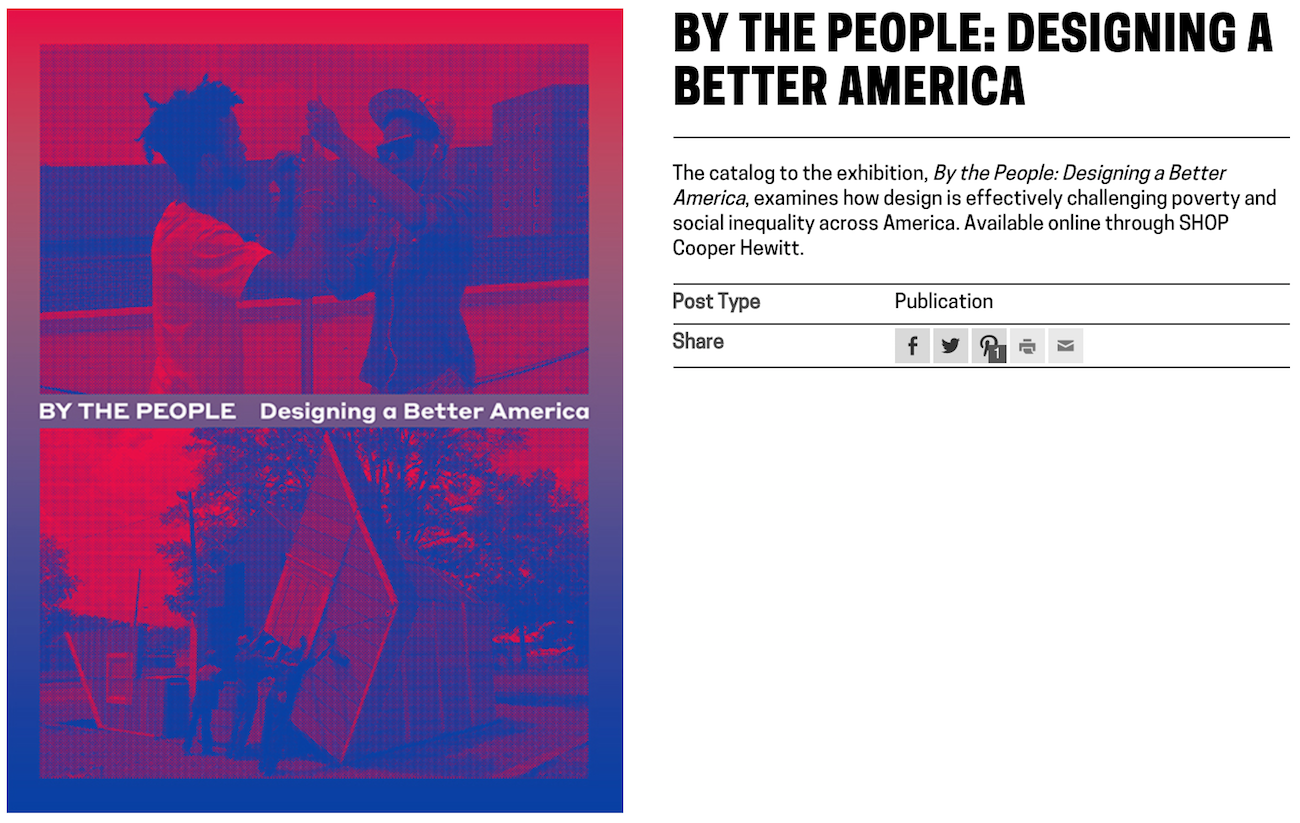 BY THE PEOPLE: DESIGNING A
BETTER AMERICA
The catalog to the exhibition, By the People: Designing a Better
America, examines how design is effectively challenging poverty and
social inequality across America. Available online through SHOP
Cooper Hewitt.
Post Type Publication
Share 1
BY THE PEOPLE Designing a Better America